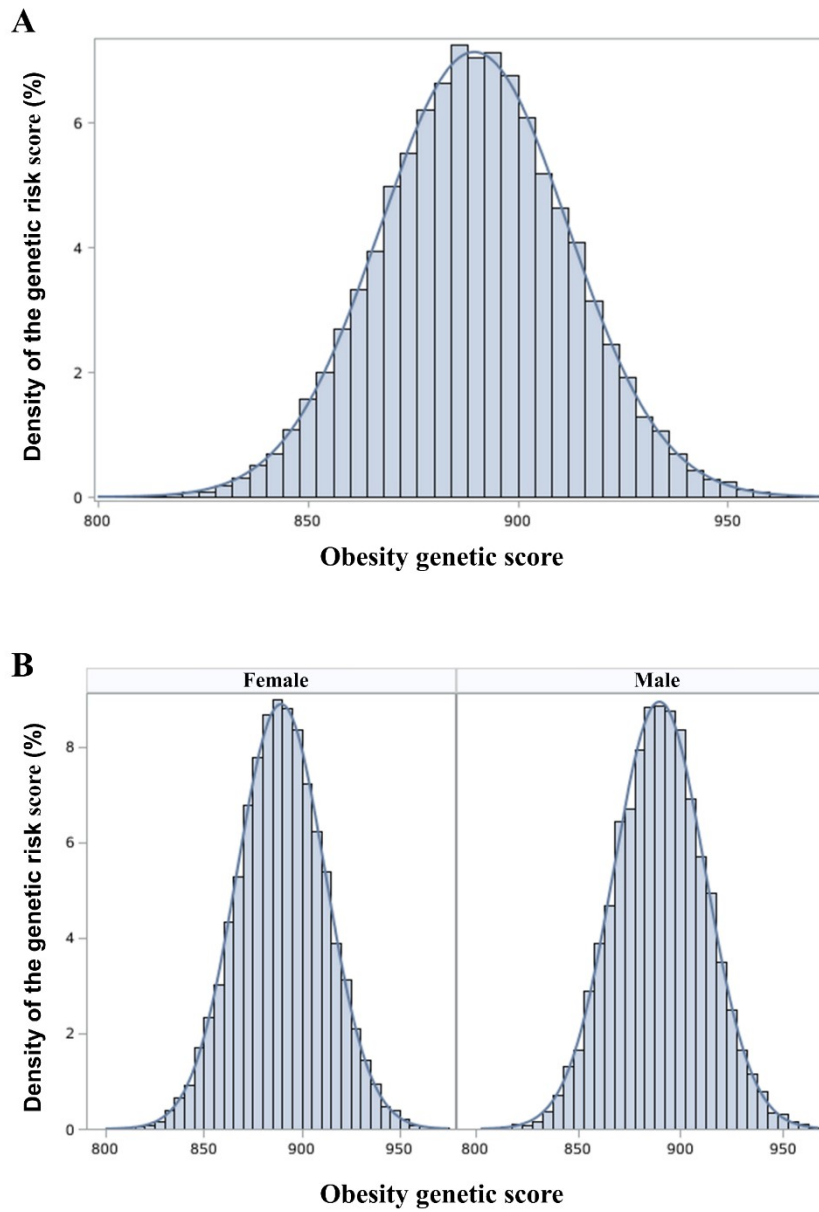 A
Density of the genetic risk score (%)
6
4
2
0
800 850 900 950
Obesity genetic score
B
Female Male
Density of the genetic risk score (%)
8
6
4
2
0
800 850 900 950 800 850 900 950
Obesity genetic score